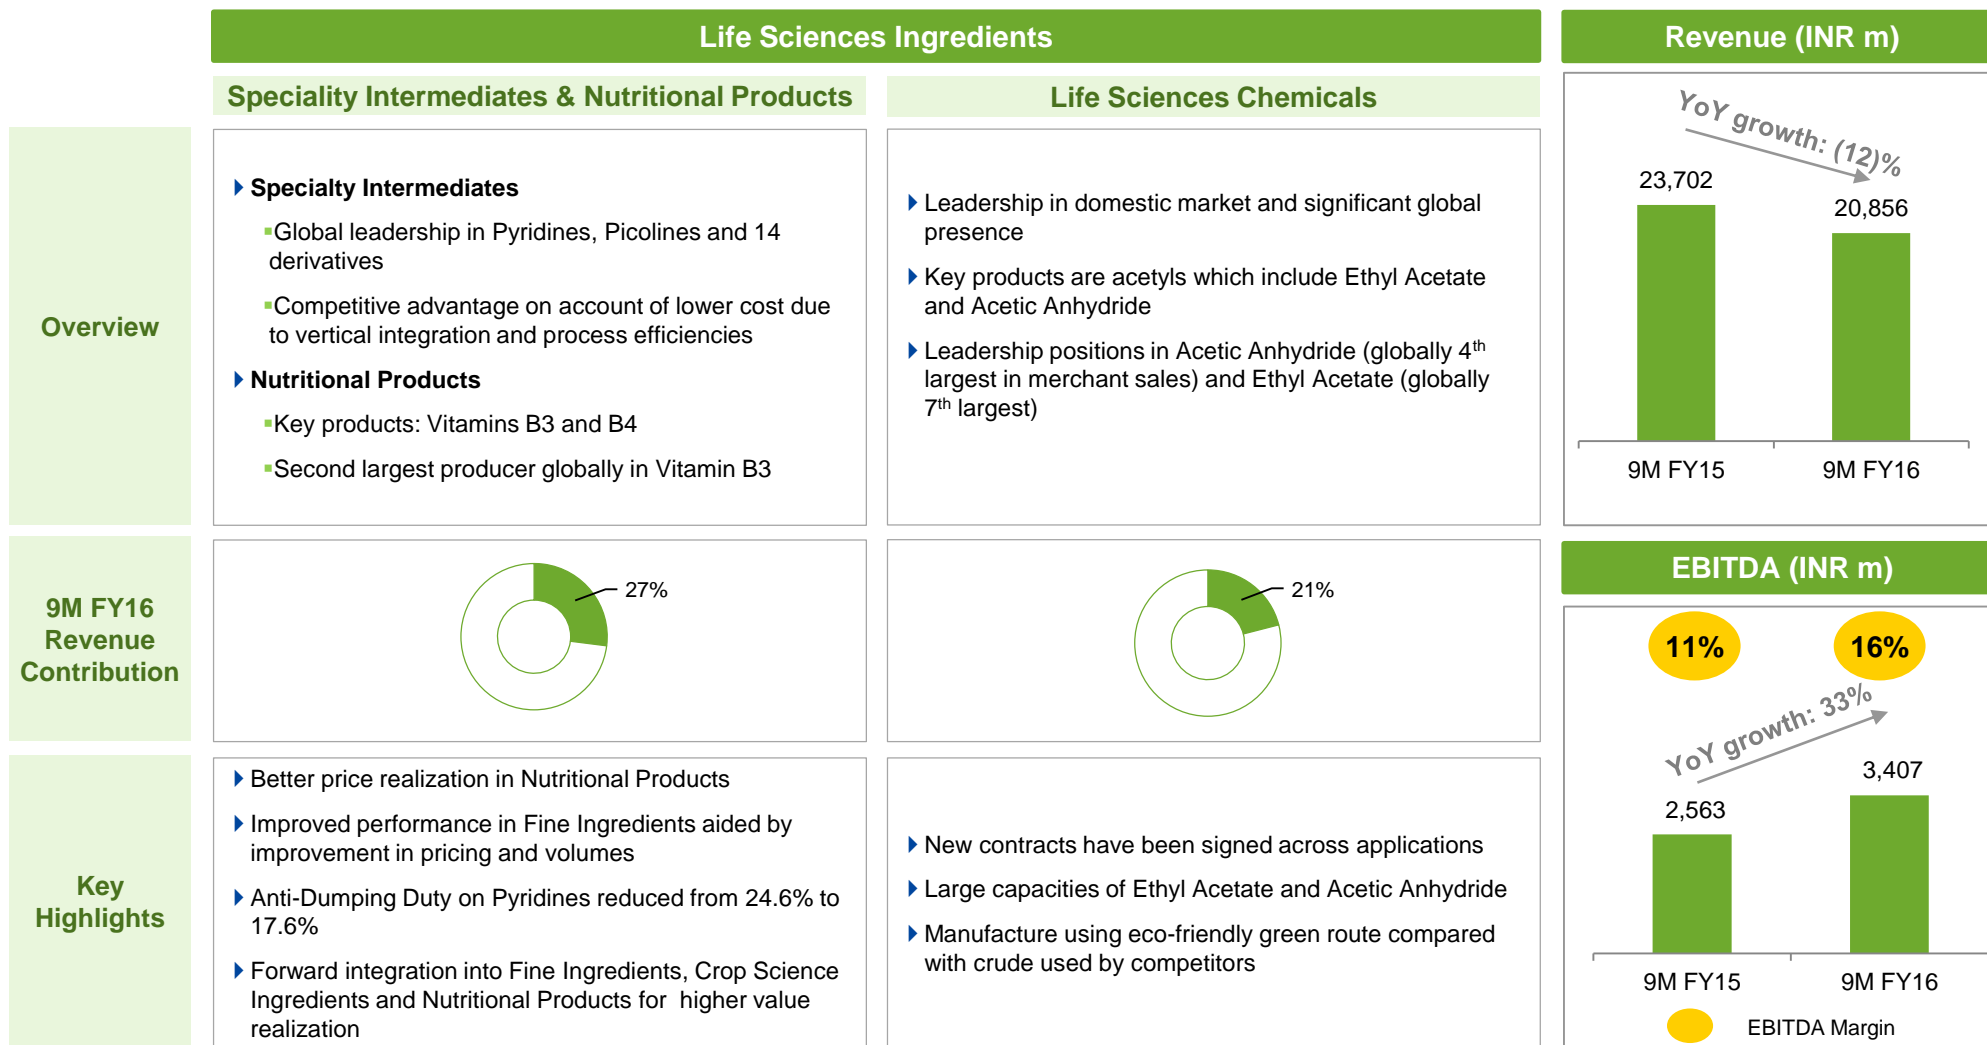 Life Sciences Ingredients
Speciality Intermediates & Nutritional Products
Life Sciences Chemicals
Overview
Specialty Intermediates
Global leadership in Pyridines, Picolines and 14
derivatives
Competitive advantage on account of lower cost due
to vertical integration and process efficiencies
Nutritional Products
Key products: Vitamins B3 and B4
Second largest producer globally in Vitamin B3
Leadership in domestic market and significant global
presence
Key products are acetyls which include Ethyl Acetate
and Acetic Anhydride
Leadership positions in Acetic Anhydride (globally 4th
largest in merchant sales) and Ethyl Acetate (globally
7th largest)
9M FY16
Revenue
Contribution
27%
21%
Key
Highlights
Better price realization in Nutritional Products
Improved performance in Fine Ingredients aided by
improvement in pricing and volumes
Anti-Dumping Duty on Pyridines reduced from 24.6% to
17.6%
Forward integration into Fine Ingredients, Crop Science
Ingredients and Nutritional Products for  higher value
realization
New contracts have been signed across applications
Large capacities of Ethyl Acetate and Acetic Anhydride
Manufacture using eco-friendly green route compared
with crude used by competitors
Revenue (INR m)
YoY growth: (12)%
23,702
20,856
9M FY15
9M FY16
EBITDA (INR m)
11%
16%
YoY growth: 33%
2,563
3,407
9M FY15
9M FY16
EBITDA Margin